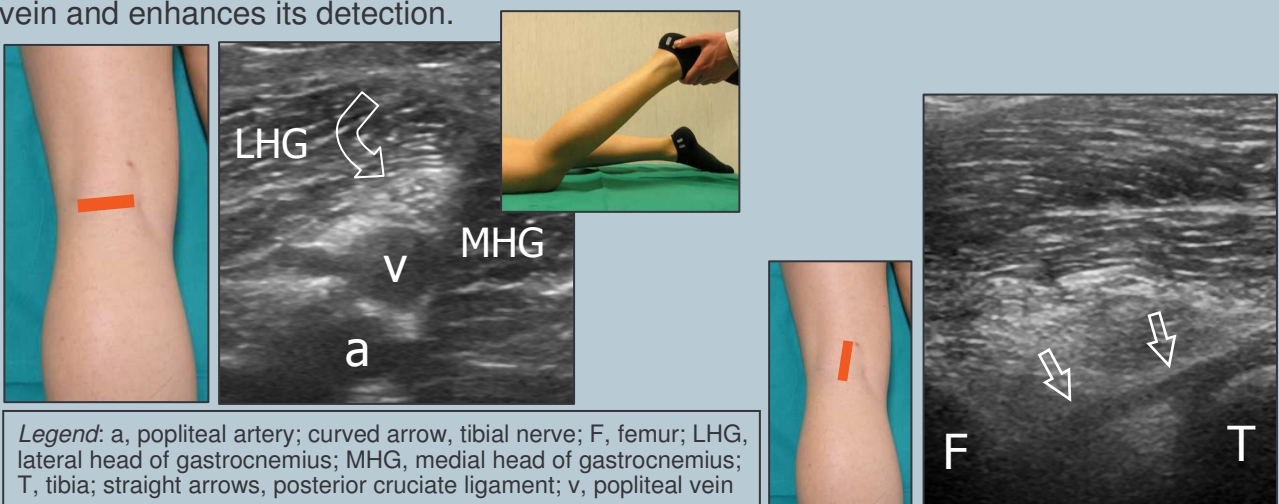 vein and enhances its detection.
LHG
MHG
v
a
F
T
Legend: a, popliteal artery; curved arrow, tibial nerve; F, femur; LHG,
lateral head of gastrocnemius; MHG, medial head of gastrocnemius;
T, tibia; straight arrows, posterior cruciate ligament; v, popliteal vein